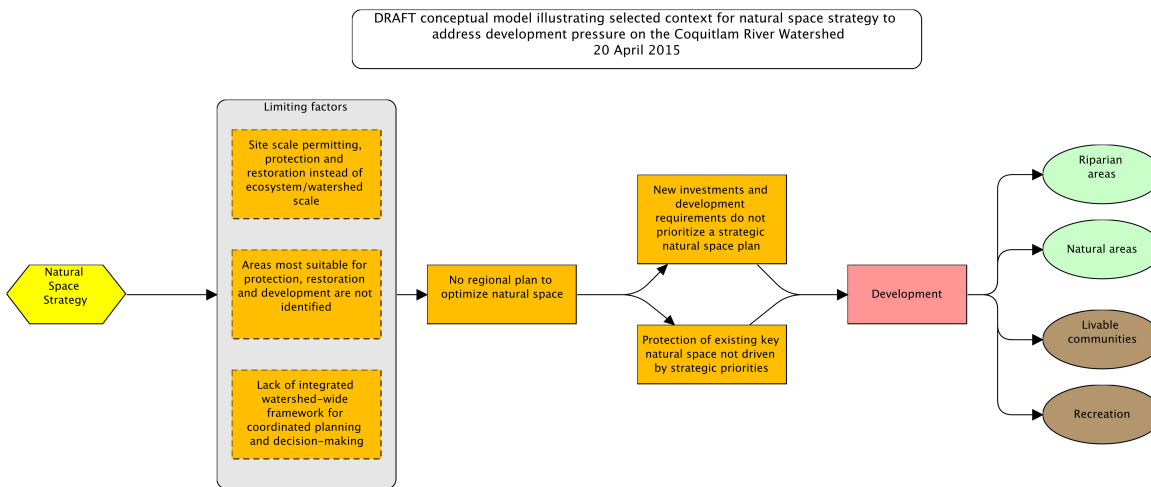 DRAFT conceptual model illustrating selected context for natural space strategy to
address development pressure on the Coquitlam River Watershed
20 April 2015
Limiting factors
Site scale permitting,
protection and
restoration instead of
ecosystem/watershed
scale
Areas most suitable for
protection, restoration
and development are not
identified
Lack of integrated
watershed-wide
framework for
coordinated planning
and decision-making
Natural
Space
Strategy
No regional plan to
optimize natural space
New investments and
development
requirements do not
prioritize a strategic
natural space plan
Protection of existing key
natural space not driven
by strategic priorities
Development
Riparian
areas
Natural areas
Livable
communities
Recreation